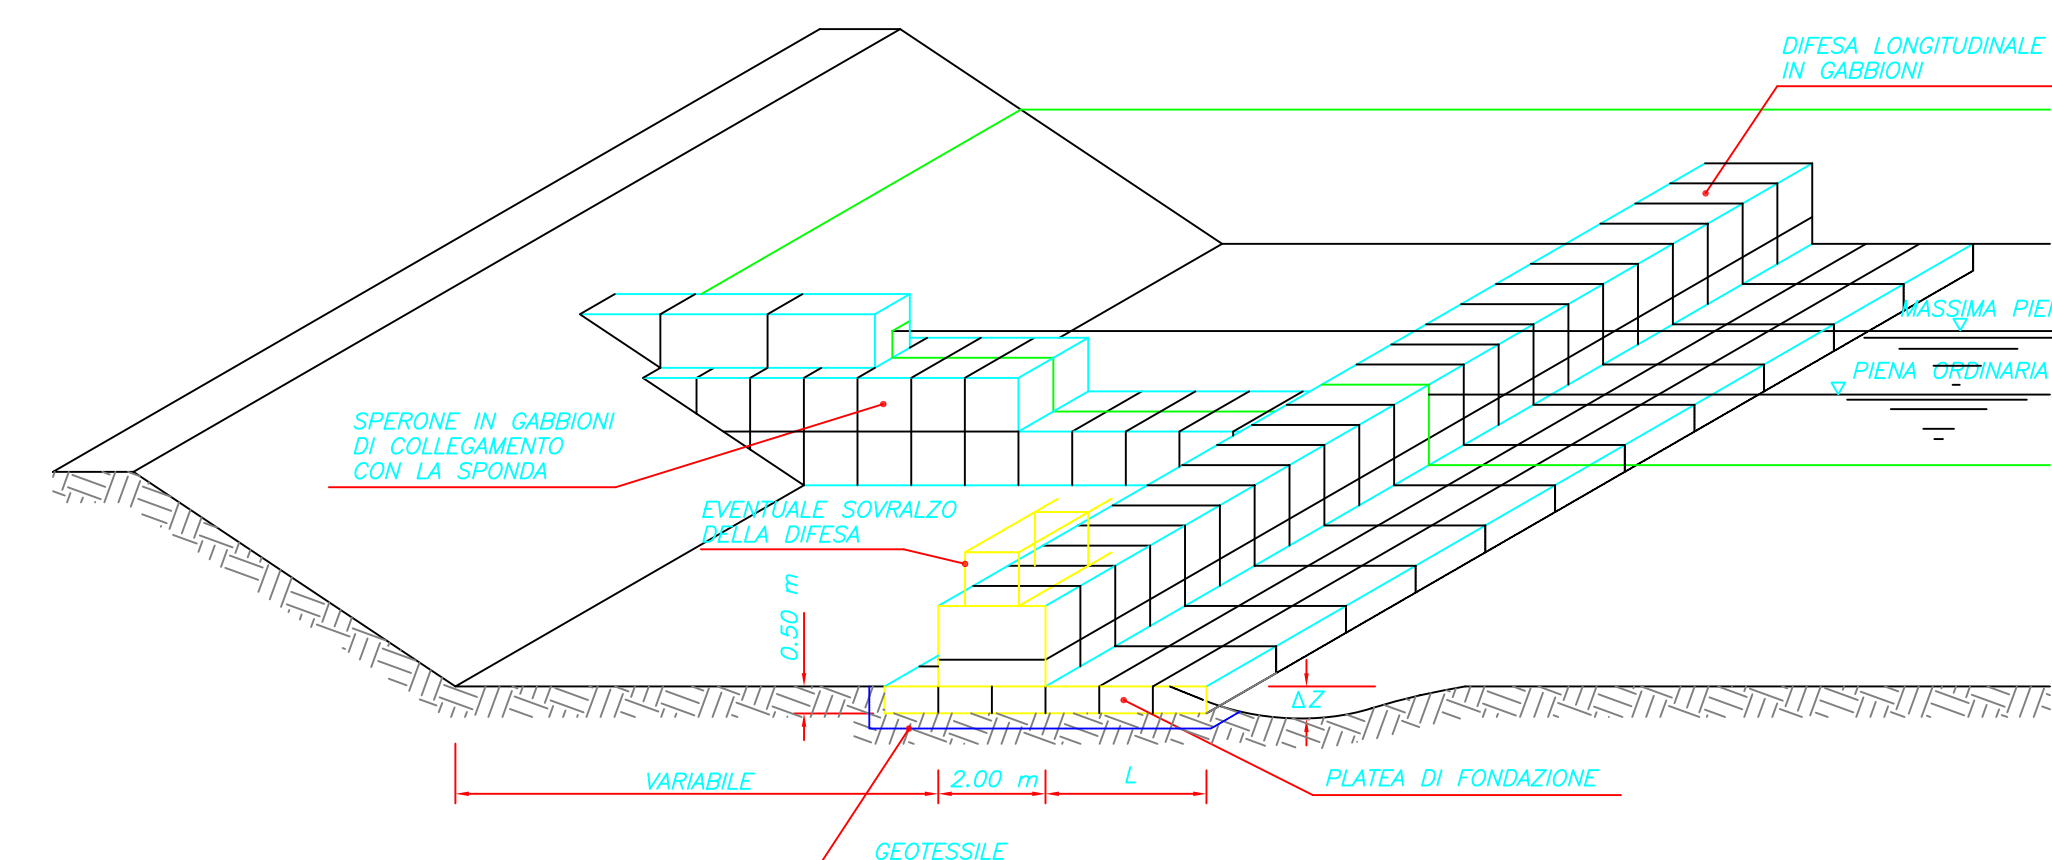 DIFESA LONGITUDINALE
IN GABBIONI
MASSIMA
PIENA ORDINARIA
SPERONE IN GABBIONI
DI COLLEGAMENTO
CON LA SPONDA
EVENTUALE SOVRALZO
DELLA DIFESA
0.50 m
ΔZ
VARIABILE
2.00 m
L
PLATEA DI FONDAZIONE
GEOTESSILE